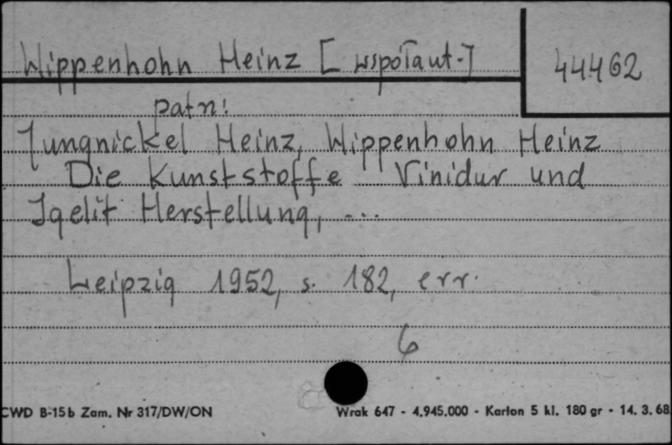 Wippenhohn Heinz [współaut.]
44462
patrz:
Jungnickel Heinz, Wippenhohn Heinz
Die Kunststoffe Vinidur und
Igelit Herstellung, ...
Leipzig 1952, s. 182, err.
6
CWD B-15b Zam. Nr 317/DW/ON Wrak 647 - 4.945.000 - Karton 5 kl. 180 gr - 14. 3. 68